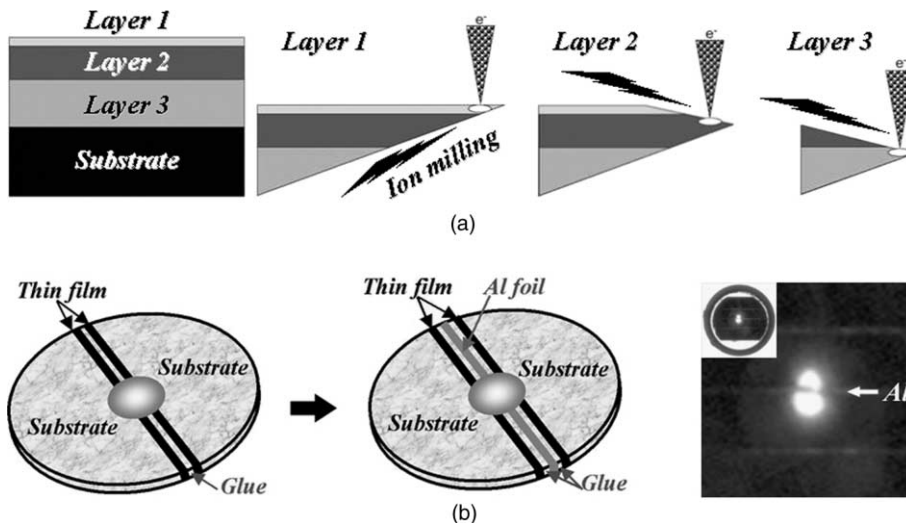 Layer 1
Layer 2
Layer 3
Substrate
Layer 1
e-
Ion milling
Layer 2
e-
Layer 3
e-
(a)
Thin film
Substrate
Substrate
Glue
Thin film
Al foil
Substrate
Substrate
Glue
Al
(b)